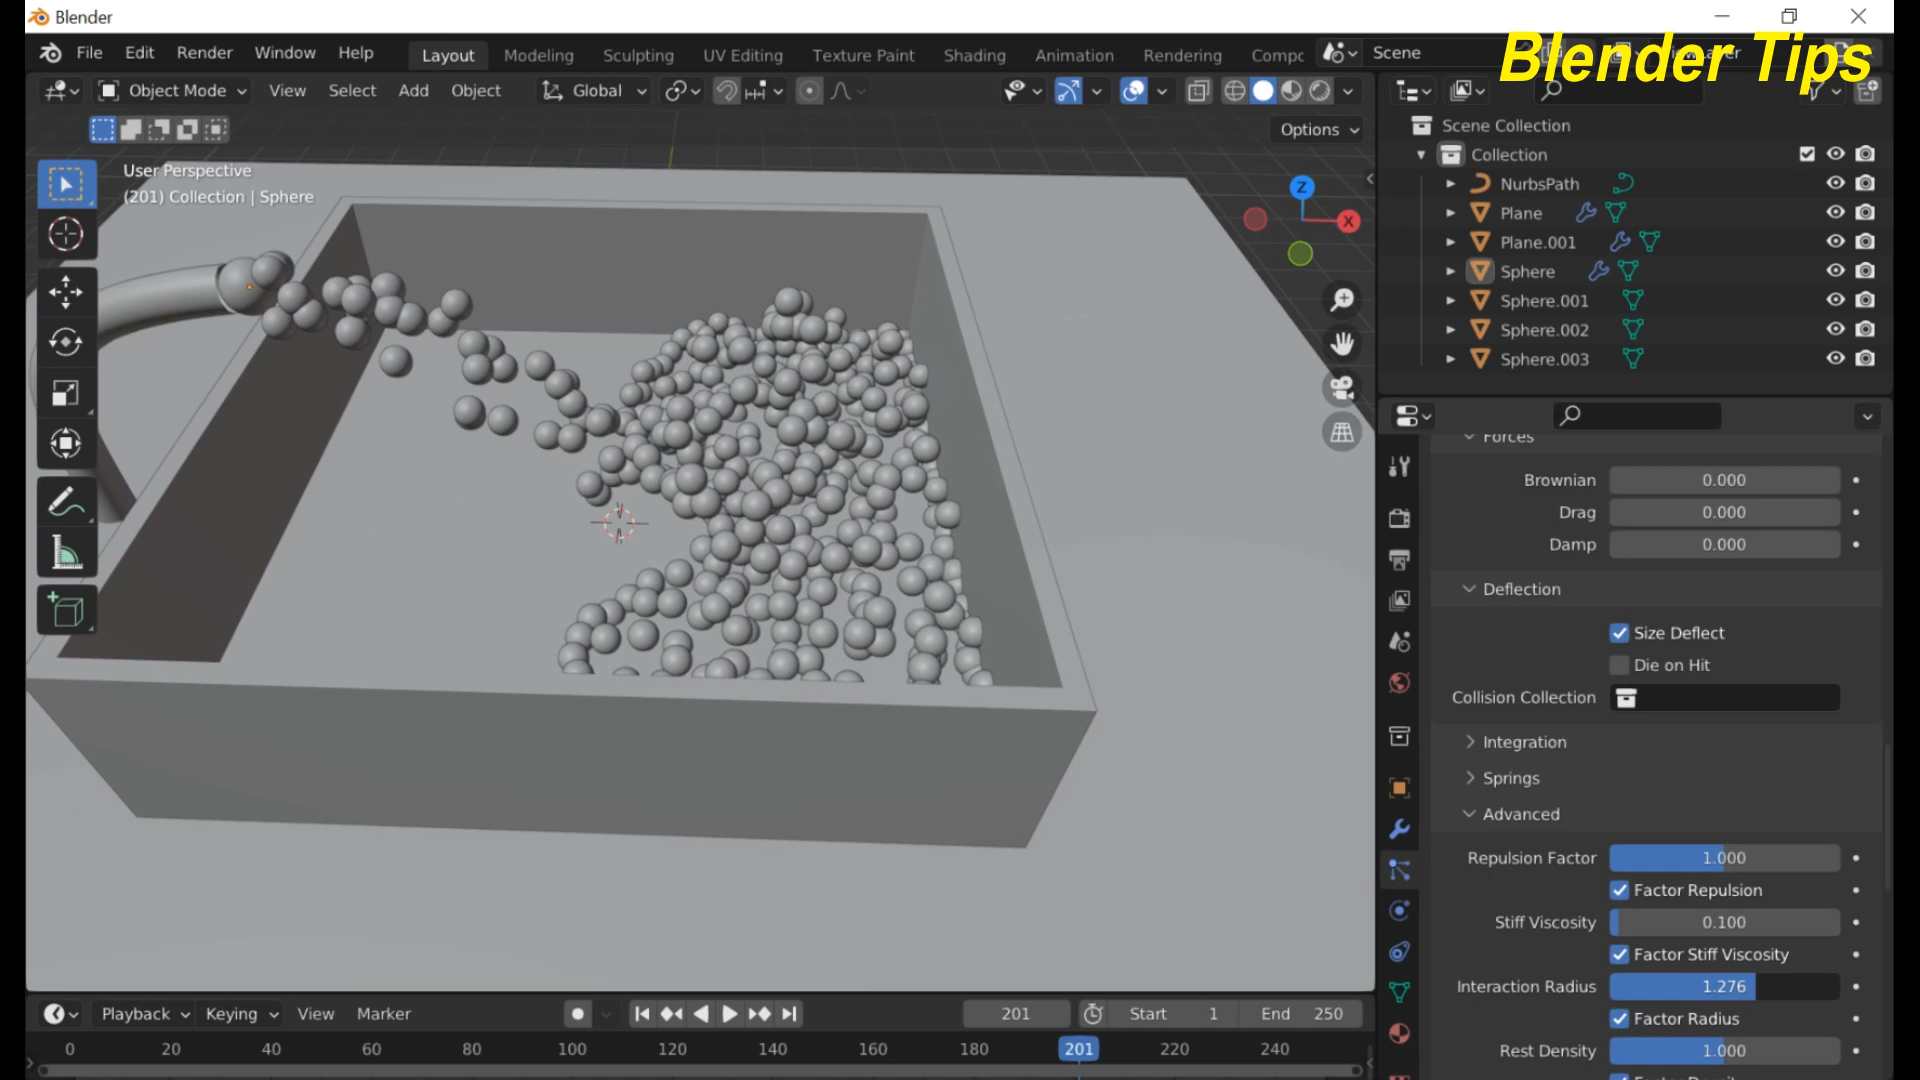 Blender
File Edit Render Window Help Layout Modeling Sculpting UV Editing Texture Paint Shading Animation Rendering Compc Scene
Blender Tips
Object Mode View Select Add Object Global
Options
User Perspective
(201) Collection | Sphere
Z
X
Scene Collection
Collection
NurbsPath
Plane
Plane.001
Sphere
Sphere.001
Sphere.002
Sphere.003
Forces
Brownian 0.000
Drag 0.000
Damp 0.000
Deflection
Size Deflect
Die on Hit
Collision Collection
Integration
Springs
Advanced
Repulsion Factor 1.000
Factor Repulsion
Stiff Viscosity 0.100
Factor Stiff Viscosity
Interaction Radius 1.276
Factor Radius
Rest Density 1.000
Playback Keying View Marker 201 Start 1 End 250
0 20 40 60 80 100 120 140 160 180 201 220 240